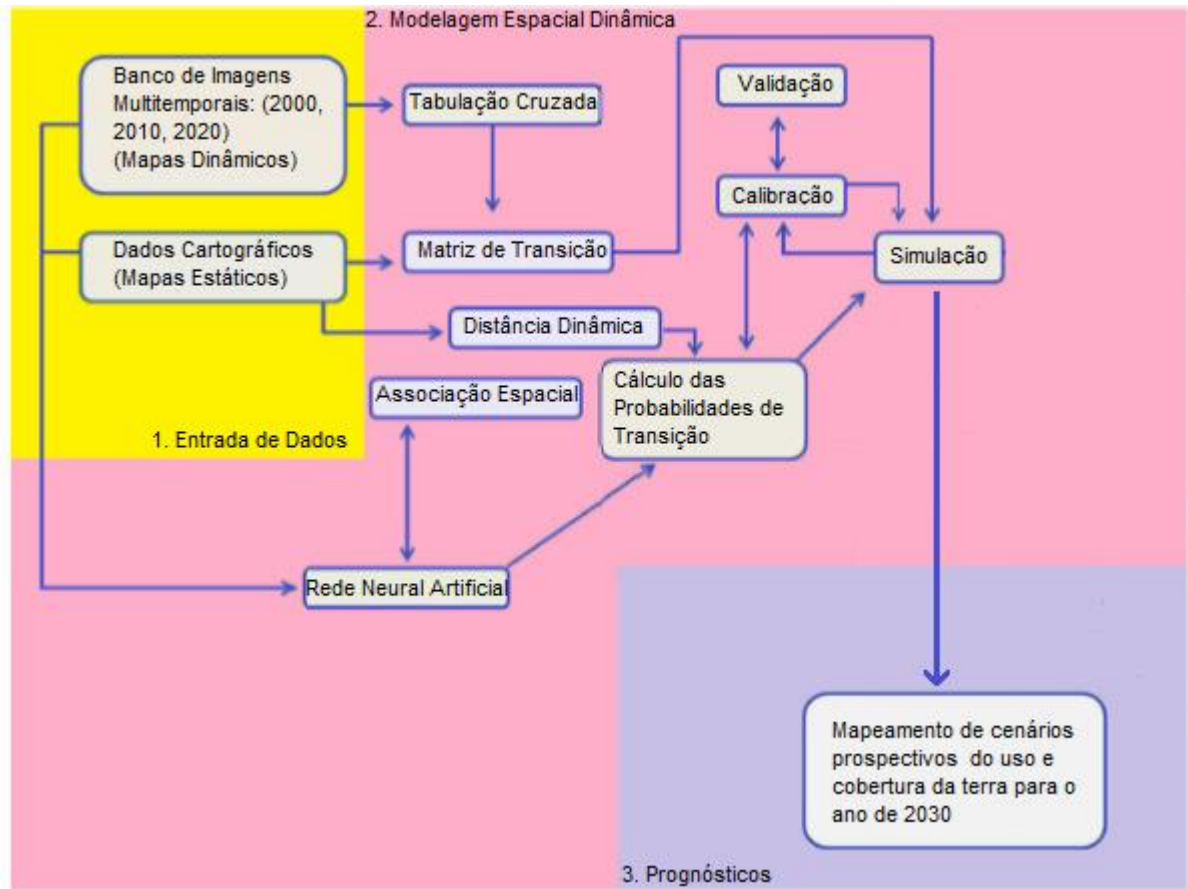 2. Modelagem Espacial Dinâmica
Banco de Imagens
Multitemporais: (2000,
2010, 2020)
(Mapas Dinâmicos)
Tabulação Cruzada
Validação
Calibração
Dados Cartográficos
(Mapas Estáticos)
Matriz de Transição
Simulação
Distância Dinâmica
Associação Espacial
Cálculo das
Probabilidades de
Transição
1. Entrada de Dados
Rede Neural Artificial
Mapeamento de cenários
prospectivos do uso e
cobertura da terra para o
ano de 2030
3. Prognósticos